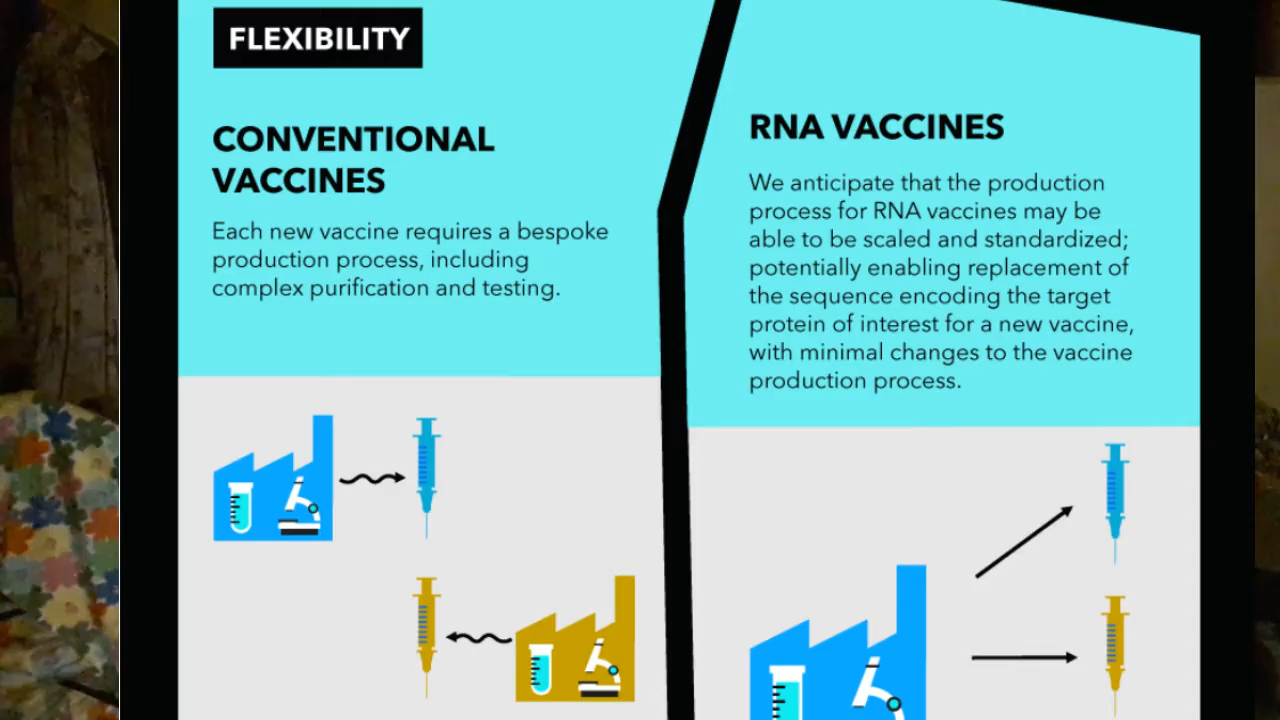 FLEXIBILITY
CONVENTIONAL
VACCINES
Each new vaccine requires a bespoke
production process, including
complex purification and testing.
RNA VACCINES
We anticipate that the production
process for RNA vaccines may be
able to be scaled and standardized;
potentially enabling replacement of
the sequence encoding the target
protein of interest for a new vaccine,
with minimal changes to the vaccine
production process.